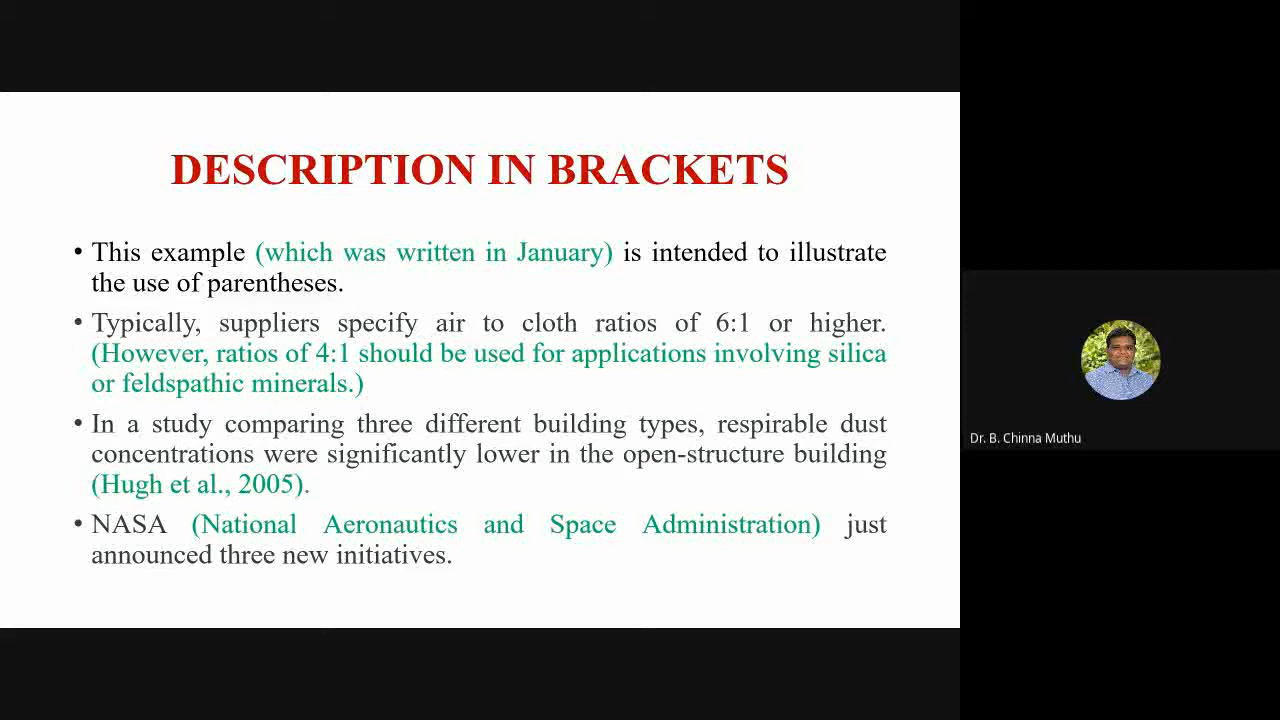 DESCRIPTION IN BRACKETS
• This example (which was written in January) is intended to illustrate
the use of parentheses.
• Typically, suppliers specify air to cloth ratios of 6:1 or higher.
(However, ratios of 4:1 should be used for applications involving silica
or feldspathic minerals.)
• In a study comparing three different building types, respirable dust
concentrations were significantly lower in the open-structure building
(Hugh et al., 2005).
• NASA (National Aeronautics and Space Administration) just
announced three new initiatives.
Dr. B. Chinna Muthu